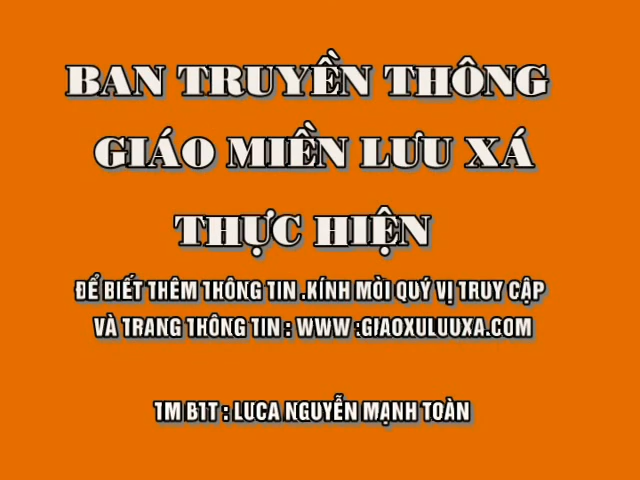 BAN TRUYỀN THÔNG
GIÁO MIỀN LƯU XÁ
THỰC HIỆN
ĐỂ BIẾT THÊM THÔNG TIN .KÍNH MỜI QUÝ VỊ TRUY CẬP
VÀ TRANG THÔNG TIN : WWW :GIAOXULUUXA.COM
TM BTT : LUCA NGUYỄN MẠNH TOÀN